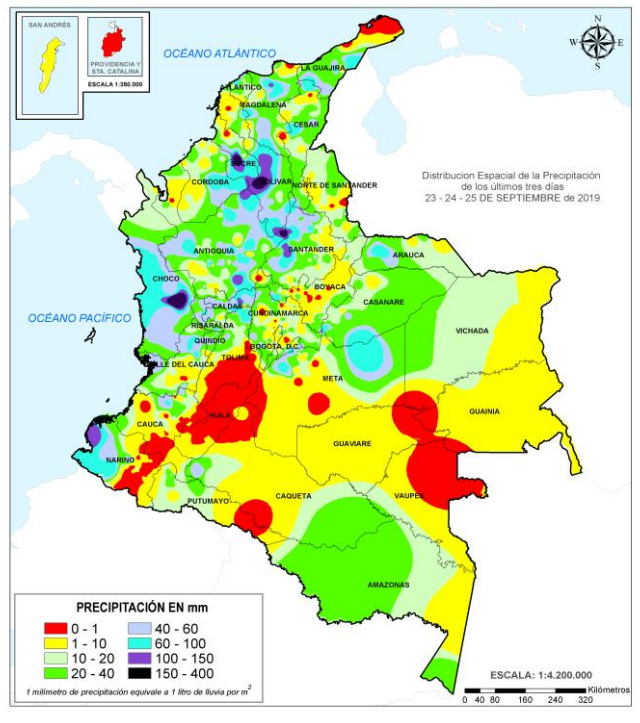 SAN ANDRÉS
PROVIDENCIA Y
STA. CATALINA
ESCALA 1:350.000
OCÉANO ATLÁNTICO
N
W
E
S
LA GUAJIRA
ATLANTICO
MAGDALENA
CESAR
SUCRE
CORDOBA
BOLIVAR
NORTE DE SANTANDER
Distribucion Espacial de la Precipitación
de los últimos tres días
23 - 24 - 25 DE SEPTIEMBRE de 2019
ANTIOQUIA
SANTANDER
ARAUCA
CHOCO
BOYACA
CASANARE
CALDAS
CUNDINAMARCA
OCÉANO PACÍFICO
RISARALDA
VICHADA
QUINDIO
BOGOTA, D.C.
TOLIMA
VALLE DEL CAUCA
META
HUILA
GUAINIA
CAUCA
GUAVIARE
NARIÑO
PUTUMAYO
CAQUETA
VAUPES
AMAZONAS
PRECIPITACIÓN EN mm
0 - 1
40 - 60
1 - 10
60 - 100
10 - 20
100 - 150
20 - 40
150 - 400
1 milímetro de precipitación equivale a 1 litro de lluvia por m²
ESCALA: 1:4.200.000
Kilómetros
0 40 80 160 240 320